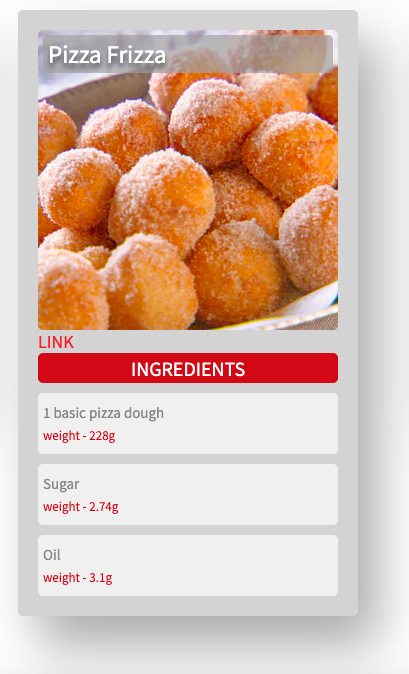 Pizza Frizza
LINK
INGREDIENTS
1 basic pizza dough
weight - 228g
Sugar
weight - 2.74g
Oil
weight - 3.1g